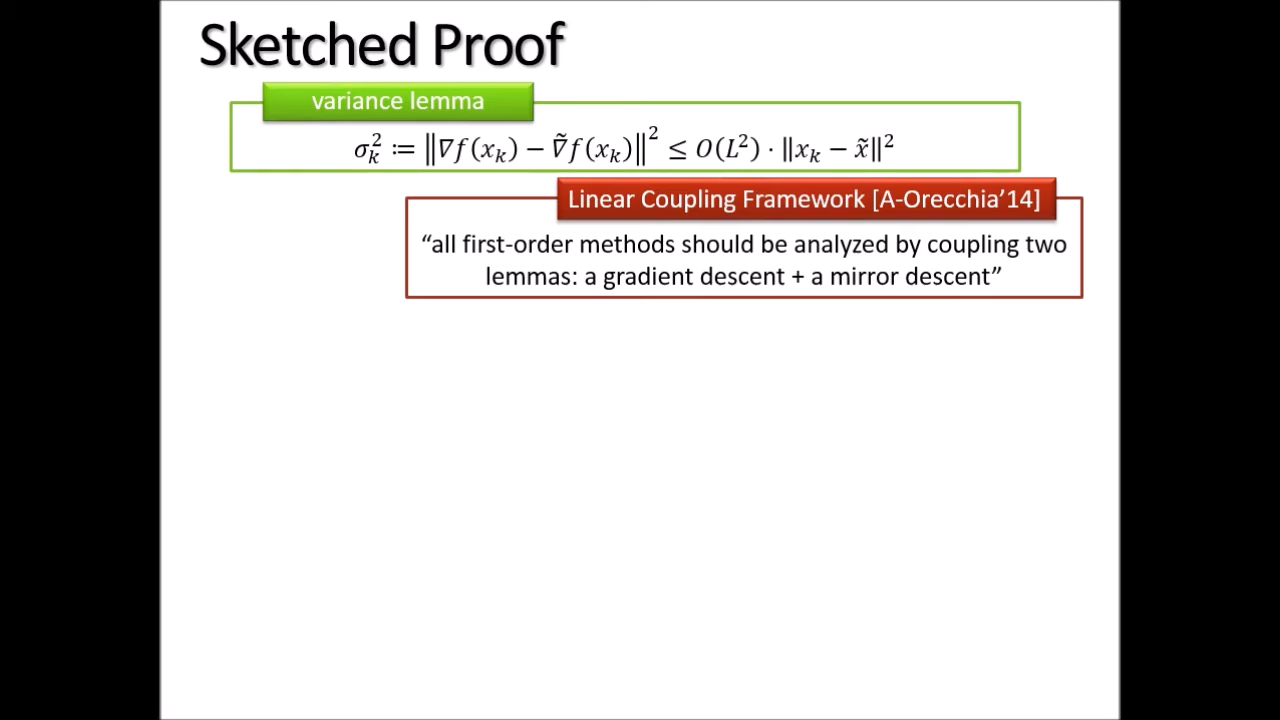 Sketched Proof
variance lemma
σ_k^2 := ‖∇f(x_k) − ∇̃f(x_k)‖^2 ≤ O(L^2) · ‖x_k − x̃‖^2
Linear Coupling Framework [A-Orecchia’14]
“all first-order methods should be analyzed by coupling two
lemmas: a gradient descent + a mirror descent”